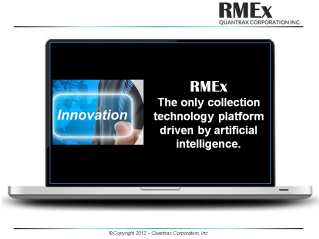 RMEx
QUANTRAX CORPORATION INC.
Innovation
RMEx
The only collection
technology platform
driven by artificial
intelligence.
©Copyright 2012 – Quantrax Corporation, Inc